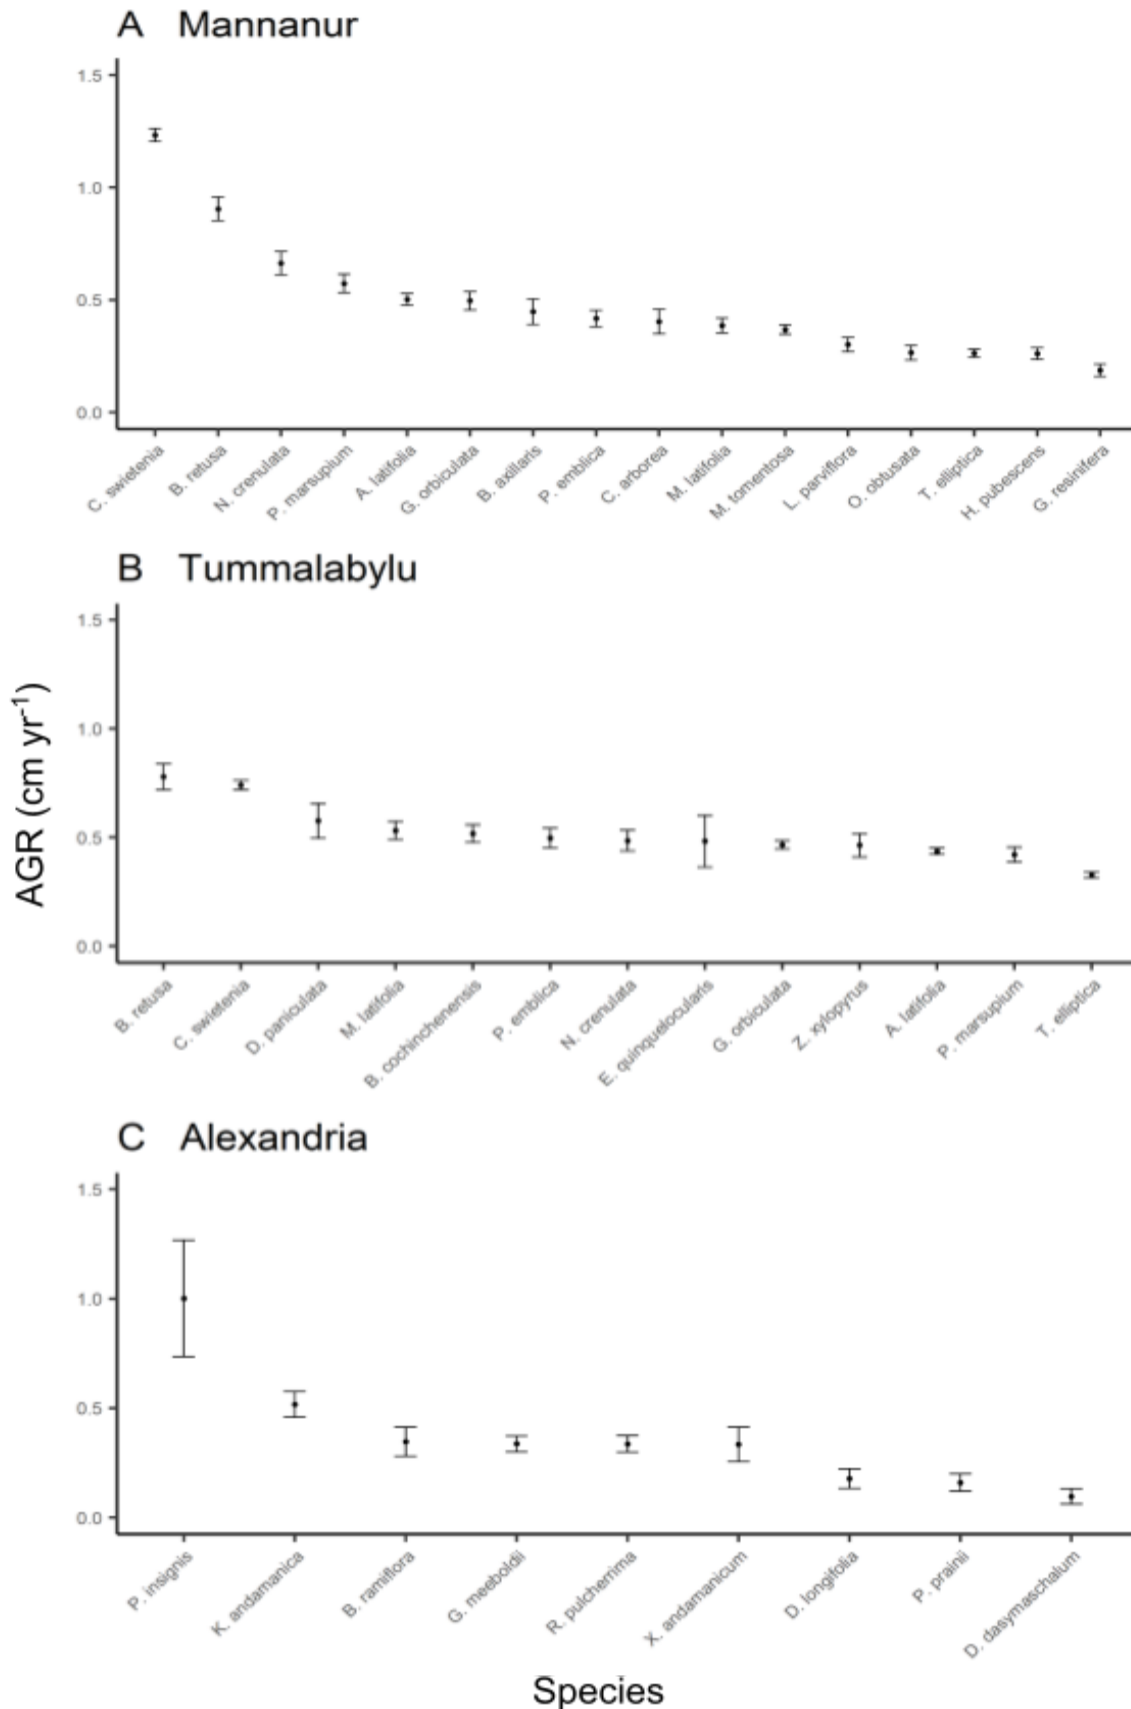 A Mannanur
1.5
1.0
0.5
0.0
C. swietenia
B. retusa
N. crenulata
P. marsupium
A. latifolia
G. orbiculata
B. axillaris
P. emblica
C. arborea
M. latifolia
M. tomentosa
L. parviflora
O. obtusata
T. elliptica
H. pubescens
G. resinifera
B Tummalabylu
1.5
1.0
0.5
0.0
AGR (cm yr-1)
B. retusa
C. swietenia
D. paniculata
M. latifolia
B. cochinchenensis
P. emblica
N. crenulata
E. quinquelocularis
G. orbiculata
Z. xylopyrus
A. latifolia
P. marsupium
T. elliptica
C Alexandria
1.5
1.0
0.5
0.0
P. insignis
K. andamanica
B. ramiflora
G. meeboldii
R. pulcherrima
X. andamanicum
D. longifolia
P. prainii
D. dasymaschalum
Species